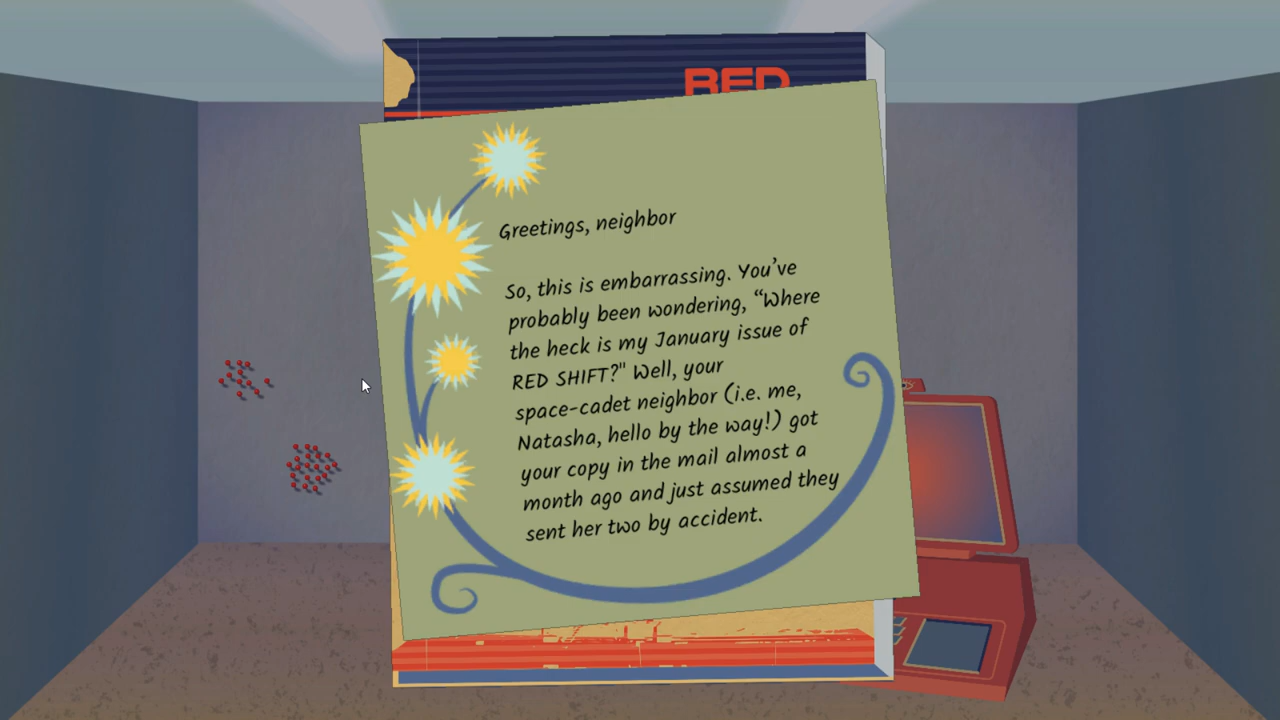 RED
Greetings, neighbor
So, this is embarrassing. You’ve
probably been wondering, “Where
the heck is my January issue of
RED SHIFT?" Well, your
space-cadet neighbor (i.e. me,
Natasha, hello by the way!) got
your copy in the mail almost a
month ago and just assumed they
sent her two by accident.